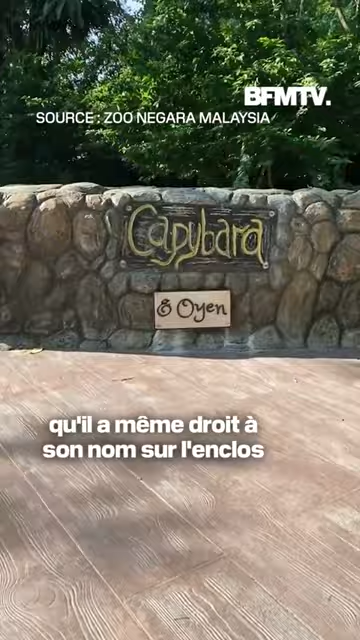 BFMTV.
SOURCE : ZOO NEGARA MALAYSIA
Capybara
& Oyen
qu'il a même droit à
son nom sur l'enclos